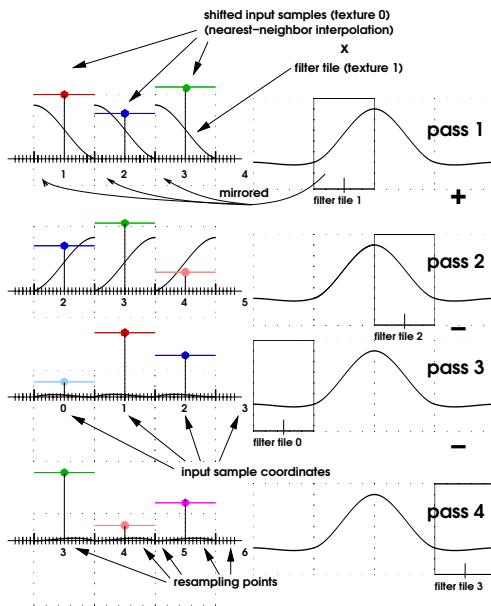 shifted input samples (texture 0)
(nearest−neighbor interpolation)
x
filter tile (texture 1)
pass 1
1 2 3 4
mirrored
filter tile 1
+
pass 2
2 3 4 5
filter tile 2
−
pass 3
0 1 2 3
filter tile 0
−
input sample coordinates
pass 4
3 4 5 6
resampling points
filter tile 3